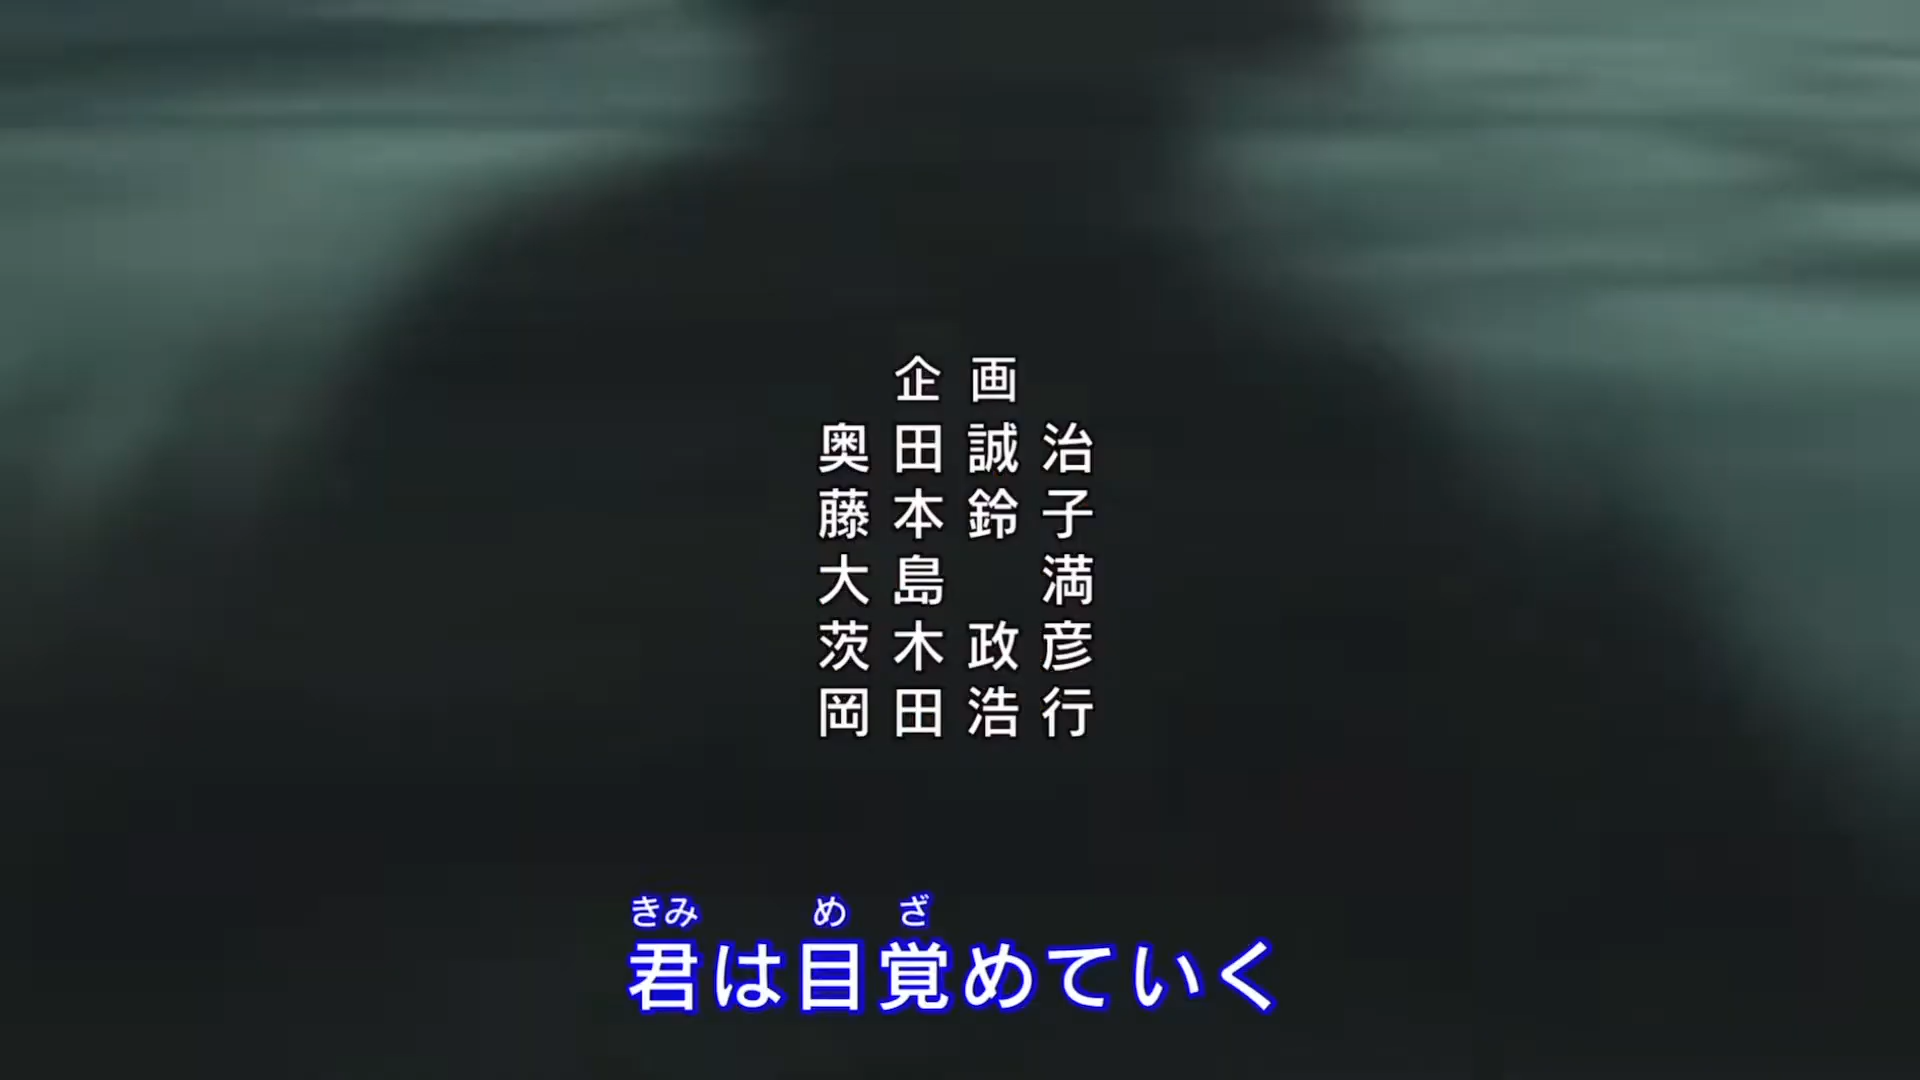 企画
奥田誠治
藤本鈴子
大島 満
茨木政彦
岡田浩行
きみ め ざ
君は目覚めていく